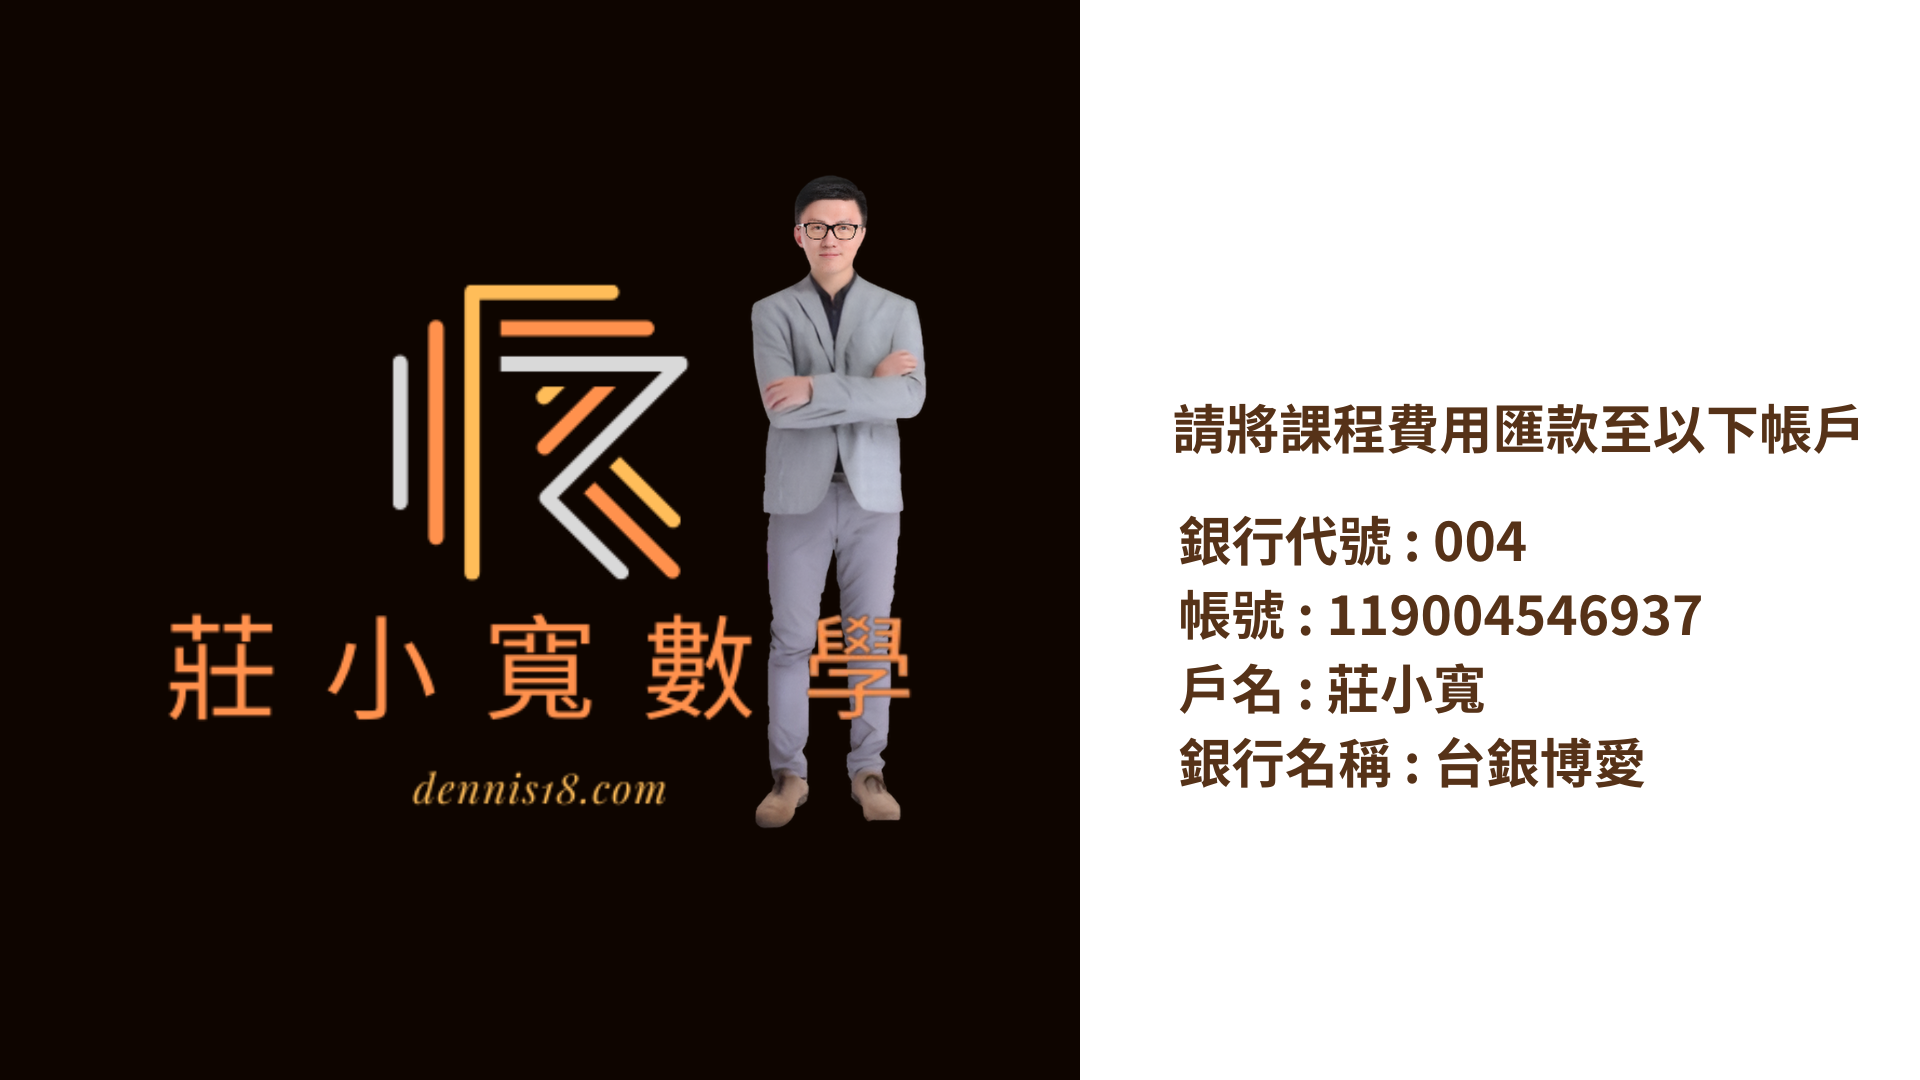 莊小寬數學
dennis18.com
請將課程費用匯款至以下帳戶
銀行代號 : 004
帳號 : 119004546937
戶名 : 莊小寬
銀行名稱 : 台銀博愛